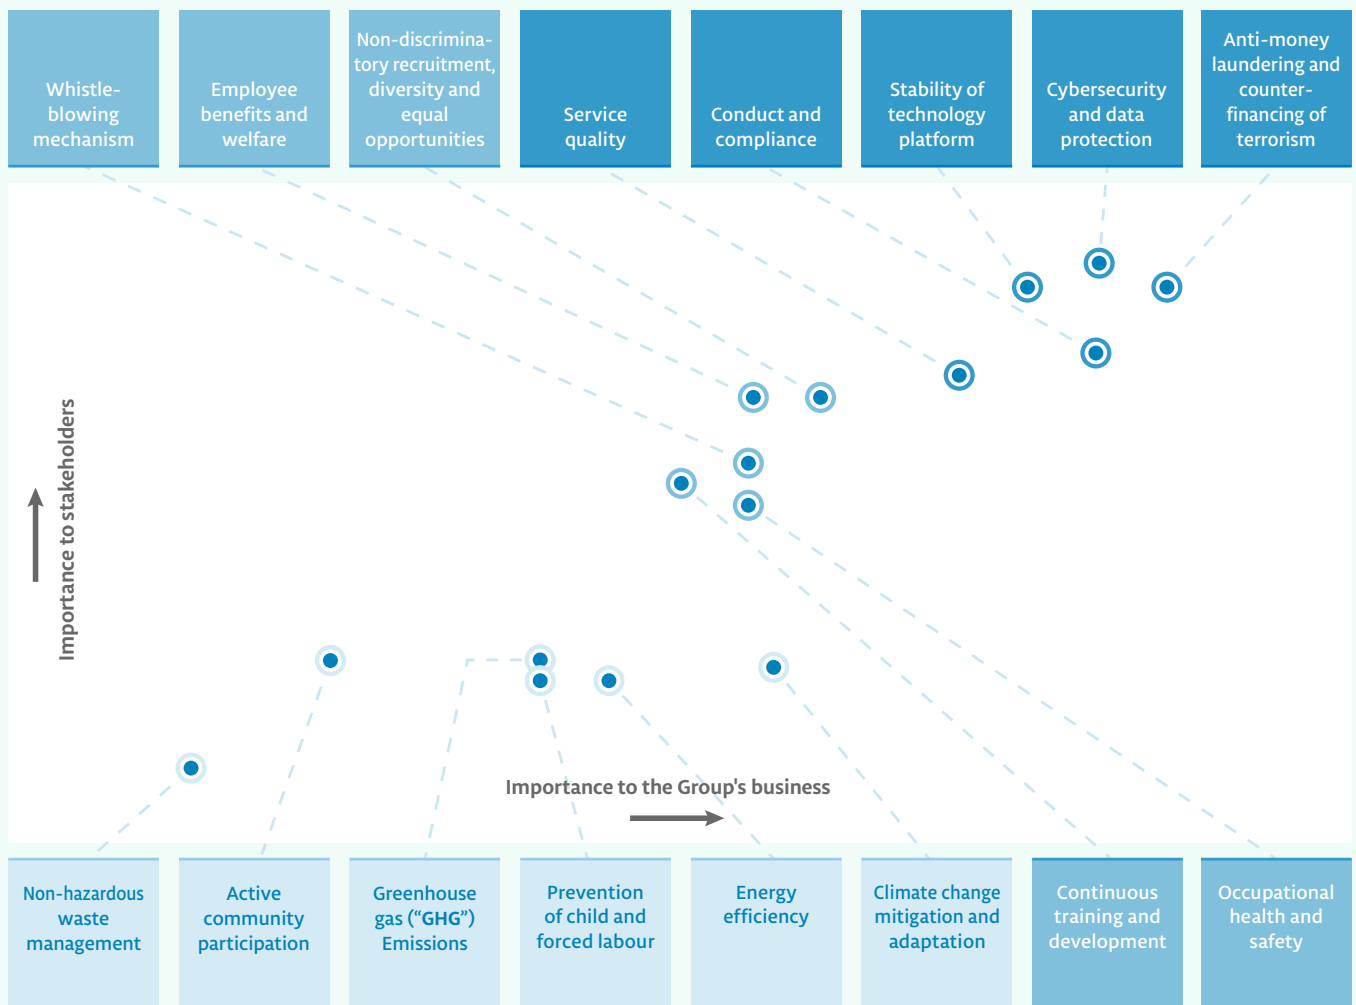 Whistle-
blowing
mechanism
Employee
benefits and
welfare
Non-discrimina-
tory recruitment,
diversity and
equal
opportunities
Service
quality
Conduct and
compliance
Stability of
technology
platform
Cybersecurity
and data
protection
Anti-money
laundering and
counter-
financing of
terrorism
Importance to stakeholders
Importance to the Group's business
Non-hazardous
waste
management
Active
community
participation
Greenhouse
gas (“GHG”)
Emissions
Prevention
of child and
forced labour
Energy
efficiency
Climate change
mitigation and
adaptation
Continuous
training and
development
Occupational
health and
safety